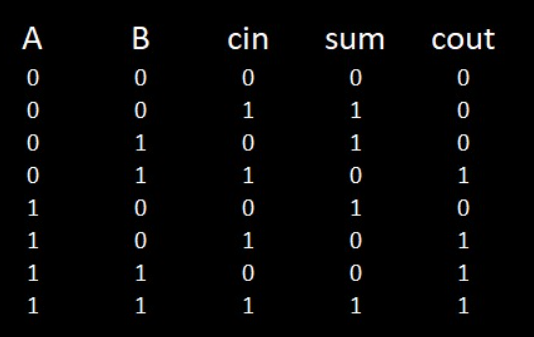 A B cin sum cout
0 0 0 0 0
0 0 1 1 0
0 1 0 1 0
0 1 1 0 1
1 0 0 1 0
1 0 1 0 1
1 1 0 0 1
1 1 1 1 1